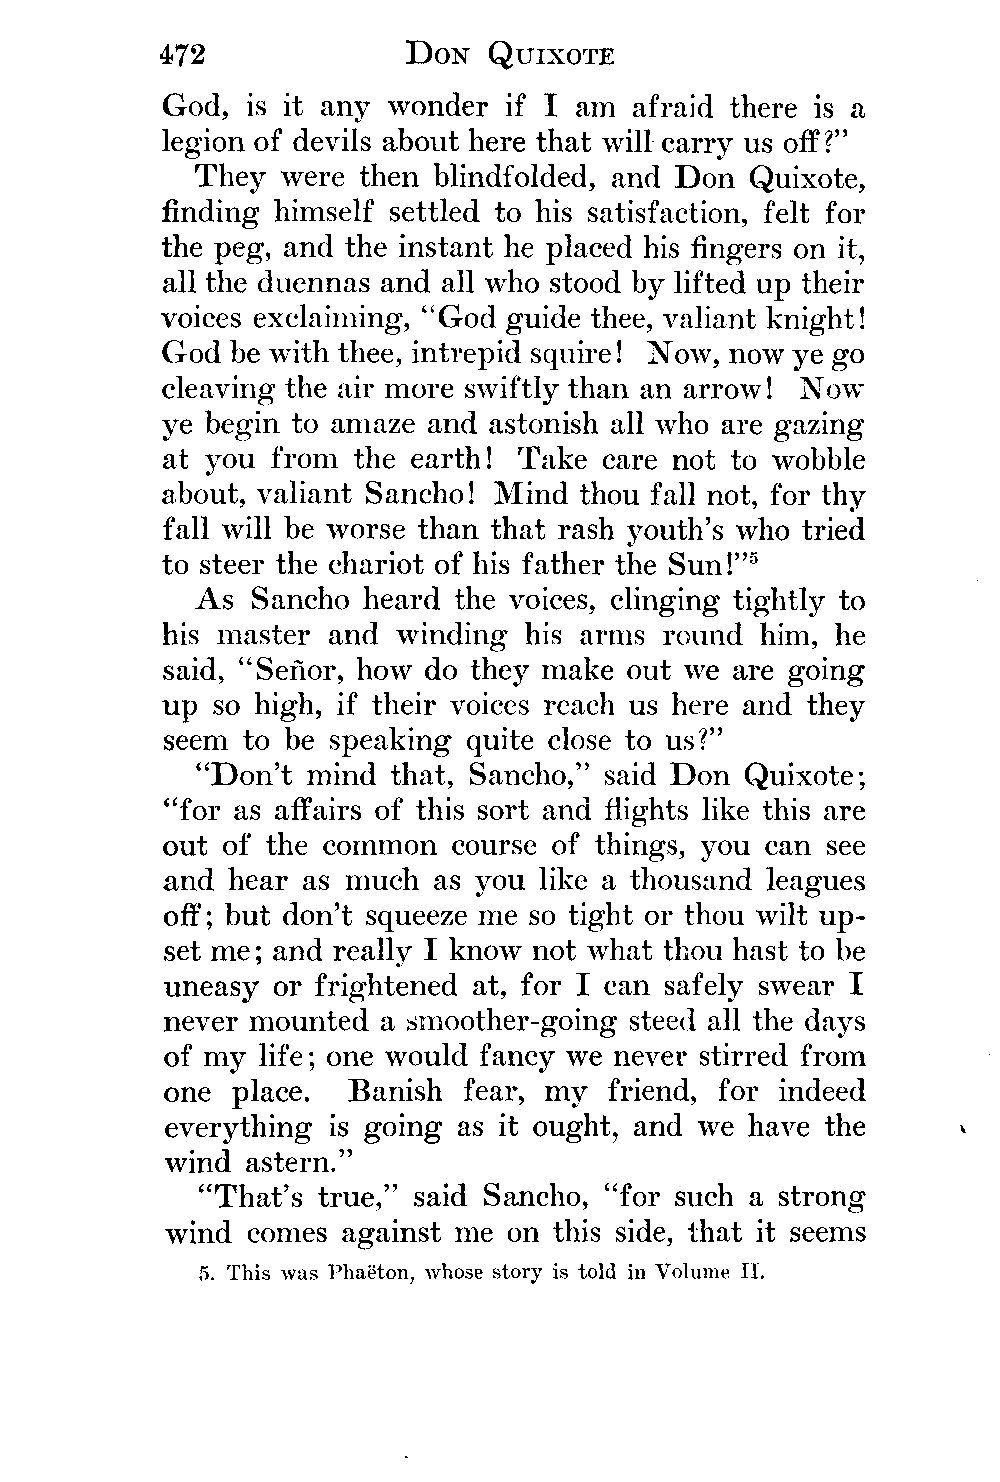 472 DON QUIXOTE
God, is it any wonder if I am afraid there is a
legion of devils about here that will carry us off?”
They were then blindfolded, and Don Quixote,
finding himself settled to his satisfaction, felt for
the peg, and the instant he placed his fingers on it,
all the duennas and all who stood by lifted up their
voices exclaiming, “God guide thee, valiant knight!
God be with thee, intrepid squire! Now, now ye go
cleaving the air more swiftly than an arrow! Now
ye begin to amaze and astonish all who are gazing
at you from the earth! Take care not to wobble
about, valiant Sancho! Mind thou fall not, for thy
fall will be worse than that rash youth’s who tried
to steer the chariot of his father the Sun!”⁵
As Sancho heard the voices, clinging tightly to
his master and winding his arms round him, he
said, “Señor, how do they make out we are going
up so high, if their voices reach us here and they
seem to be speaking quite close to us?”
“Don’t mind that, Sancho,” said Don Quixote;
“for as affairs of this sort and flights like this are
out of the common course of things, you can see
and hear as much as you like a thousand leagues
off; but don’t squeeze me so tight or thou wilt up-
set me; and really I know not what thou hast to be
uneasy or frightened at, for I can safely swear I
never mounted a smoother-going steed all the days
of my life; one would fancy we never stirred from
one place. Banish fear, my friend, for indeed
everything is going as it ought, and we have the
wind astern.”
“That’s true,” said Sancho, “for such a strong
wind comes against me on this side, that it seems
5. This was Phaëton, whose story is told in Volume II.